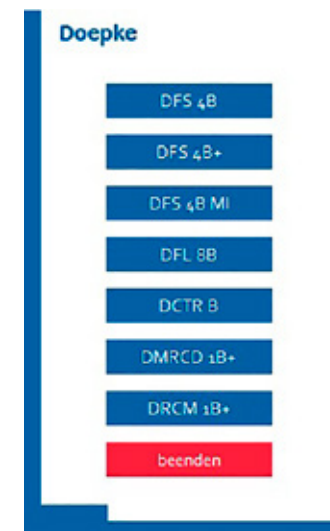 Doepke
DFS 4B
DFS 4B+
DFS 4B MI
DFL 8B
DCTR B
DMRCD 1B+
DRCM 1B+
beenden